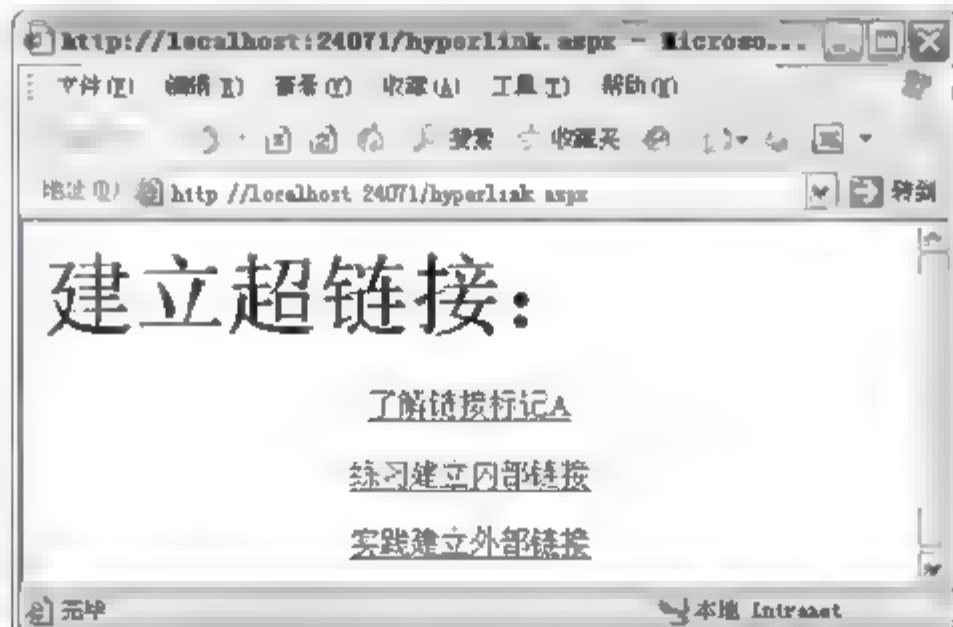 http://localhost:24071/hyperlink.aspx - Microso...
文件(F) 编辑(E) 查看(V) 收藏(A) 工具(T) 帮助(H)
搜索 收藏夹
地址(D) http://localhost:24071/hyperlink.aspx 转到
建立超链接:
了解链接标记A
练习建立内部链接
实践建立外部链接
完毕 本地 Intranet